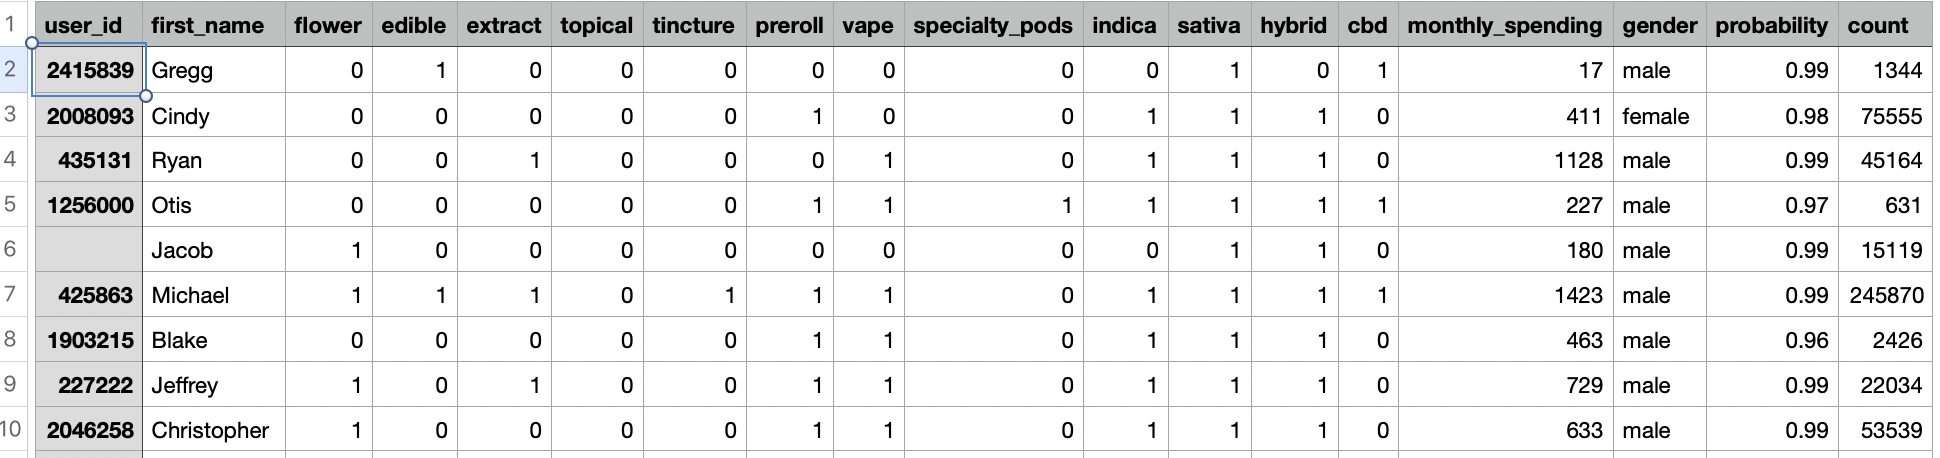 1 user_id first_name flower edible extract topical tincture preroll vape specialty_pods indica sativa hybrid cbd monthly_spending gender probability count
2 2415839 Gregg 0 1 0 0 0 0 0 0 0 1 0 1 17 male 0.99 1344
3 2008093 Cindy 0 0 0 0 0 1 0 0 1 1 1 0 411 female 0.98 75555
4 435131 Ryan 0 0 1 0 0 0 1 0 1 1 1 0 1128 male 0.99 45164
5 1256000 Otis 0 0 0 0 0 1 1 1 1 1 1 1 227 male 0.97 631
6 Jacob 1 0 0 0 0 0 0 0 0 1 1 0 180 male 0.99 15119
7 425863 Michael 1 1 1 0 1 1 1 0 1 1 1 1 1423 male 0.99 245870
8 1903215 Blake 0 0 0 0 0 1 1 0 1 1 1 0 463 male 0.96 2426
9 227222 Jeffrey 1 0 1 0 0 1 1 0 1 1 1 0 729 male 0.99 22034
10 2046258 Christopher 1 0 0 0 0 1 1 0 1 1 1 0 633 male 0.99 53539